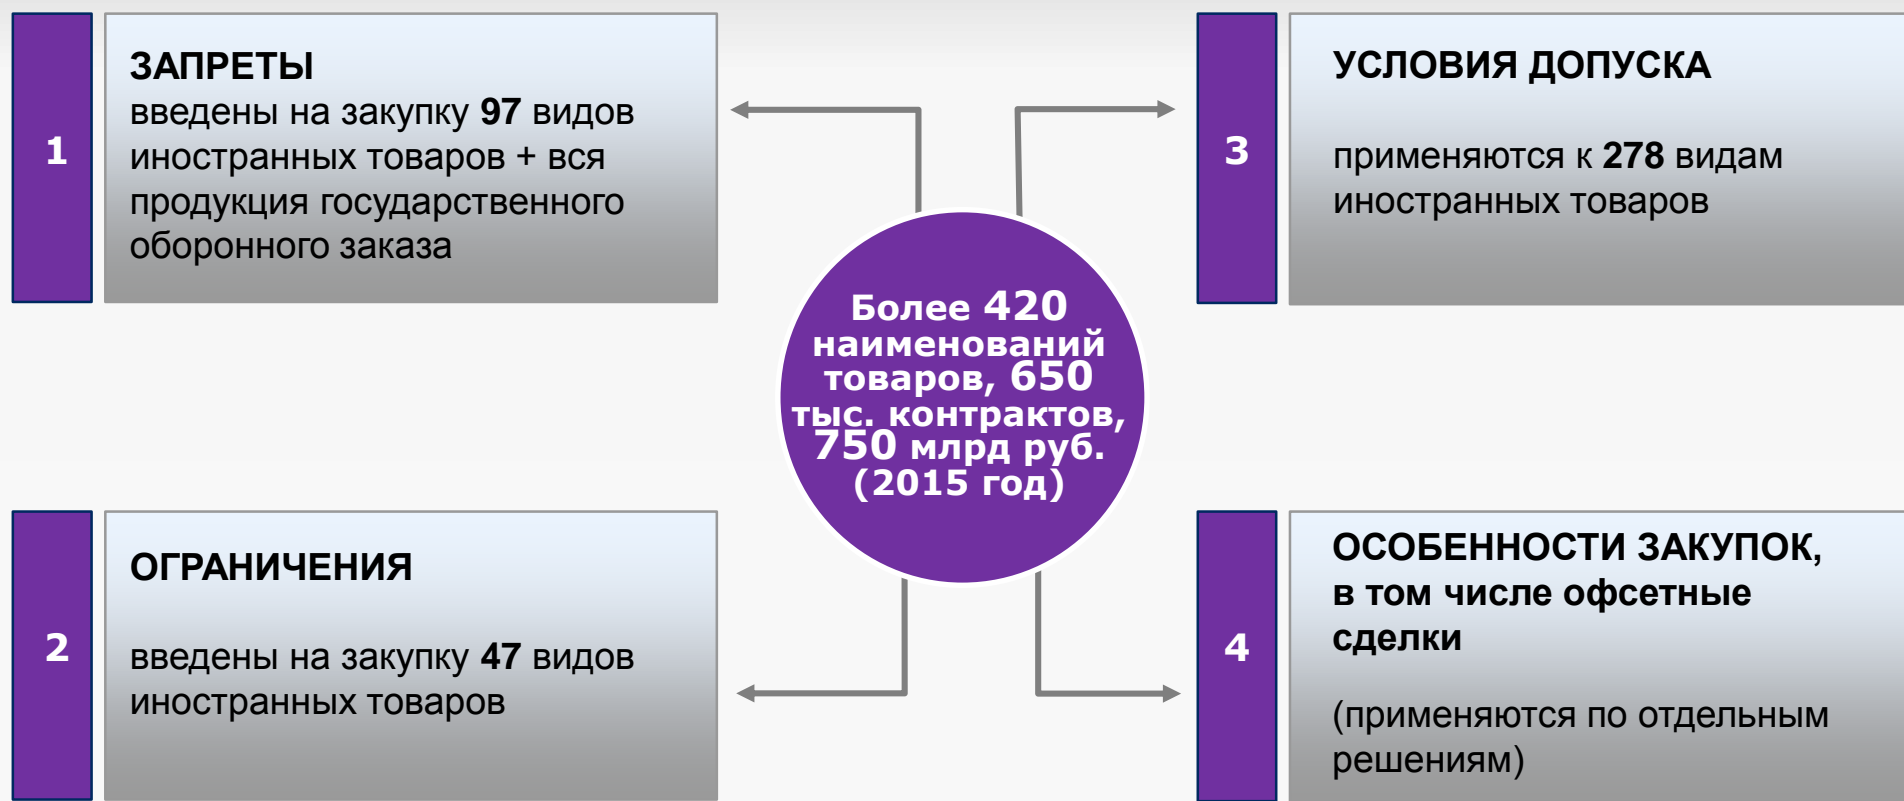 1
ЗАПРЕТЫ
введены на закупку 97 видов
иностранных товаров + вся
продукция государственного
оборонного заказа
2
ОГРАНИЧЕНИЯ
введены на закупку 47 видов
иностранных товаров
Более 420
наименований
товаров, 650
тыс. контрактов,
750 млрд руб.
(2015 год)
3
УСЛОВИЯ ДОПУСКА
применяются к 278 видам
иностранных товаров
4
ОСОБЕННОСТИ ЗАКУПОК,
в том числе офсетные
сделки
(применяются по отдельным
решениям)